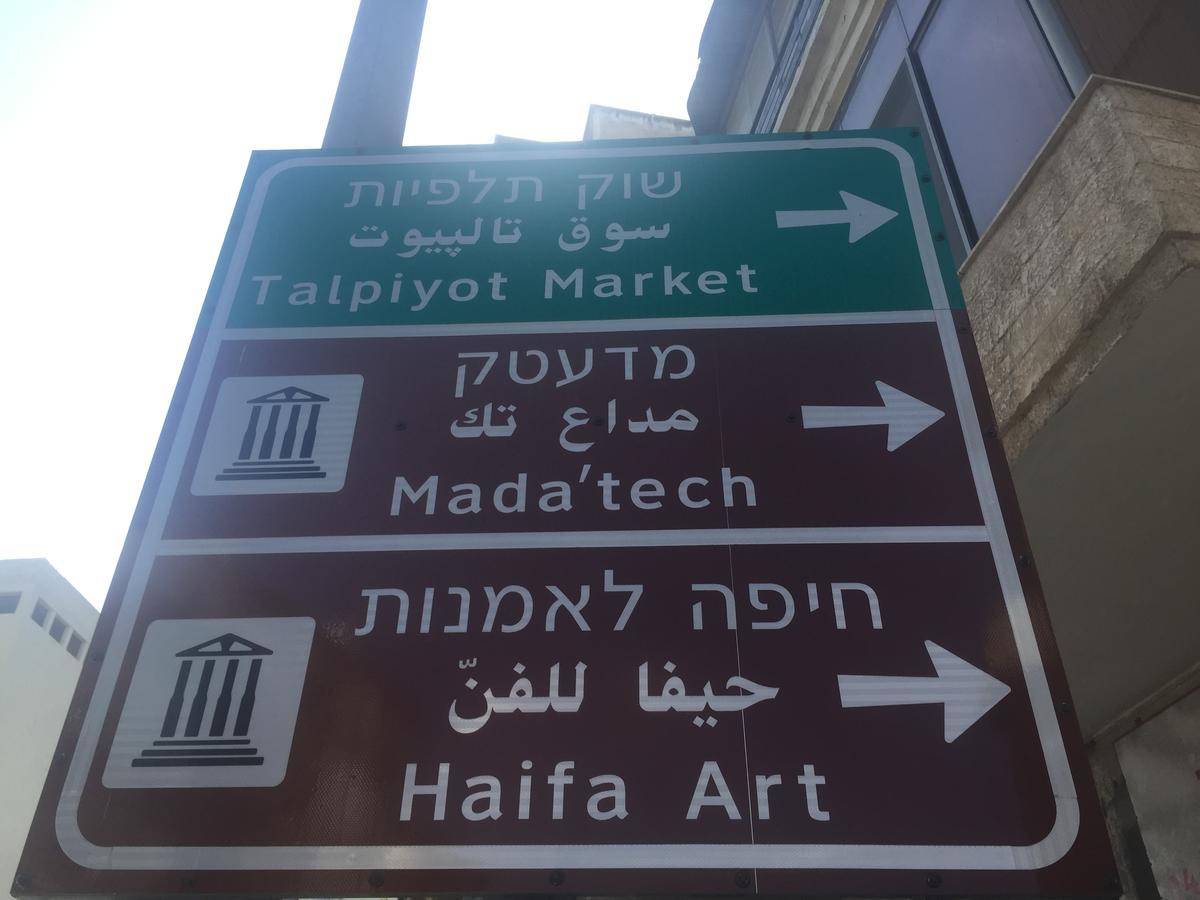 שוק תלפיות
سوق تالپيوت
Talpiyot Market
מדעטק
مداع تك
Mada'tech
חיפה לאמנות
حيفا للفنّ
Haifa Art